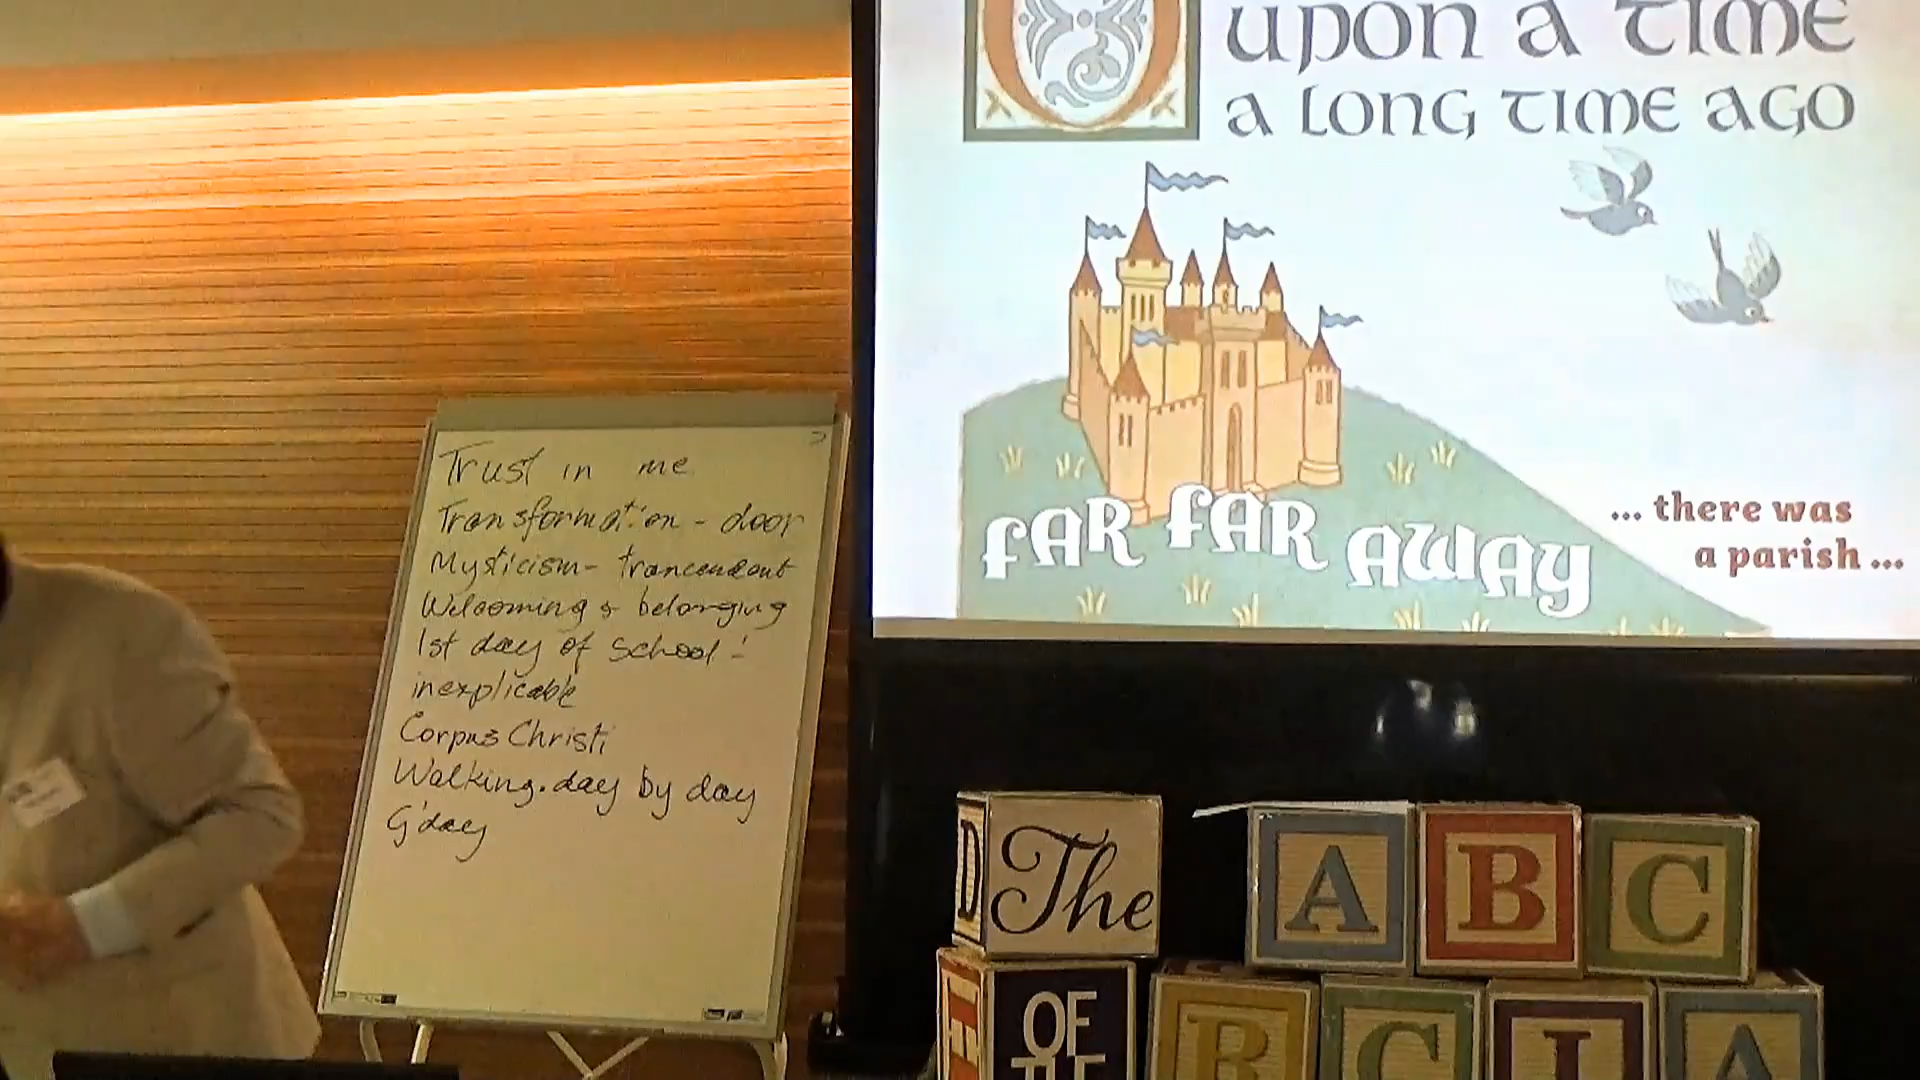 Trust in me
Transformation - door
Mysticism - trancendent
Welcoming & belonging
1st day of school -
inexplicable
Corpus Christi
Walking. day by day
G'day
upon a time
a long time ago
far far away
... there was
a parish ...
D The A B C
OF B C I A
THE